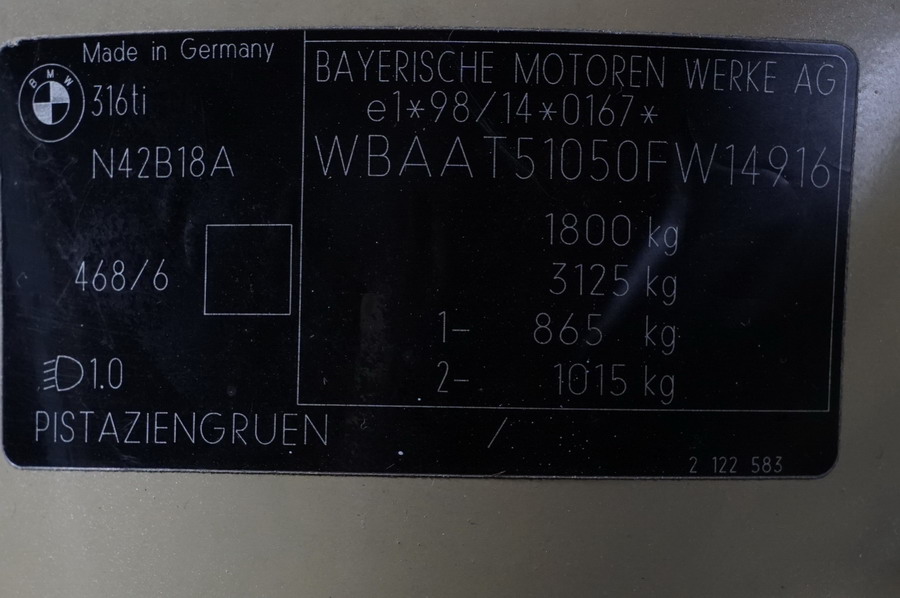 Made in Germany
BMW
316ti
N42B18A
468/6
1.0
PISTAZIENGRUEN /
BAYERISCHE MOTOREN WERKE AG
e1*98/14*0167*
WBAAT51050FW14916
1800 kg
3125 kg
1- 865 kg
2- 1015 kg
2 122 583